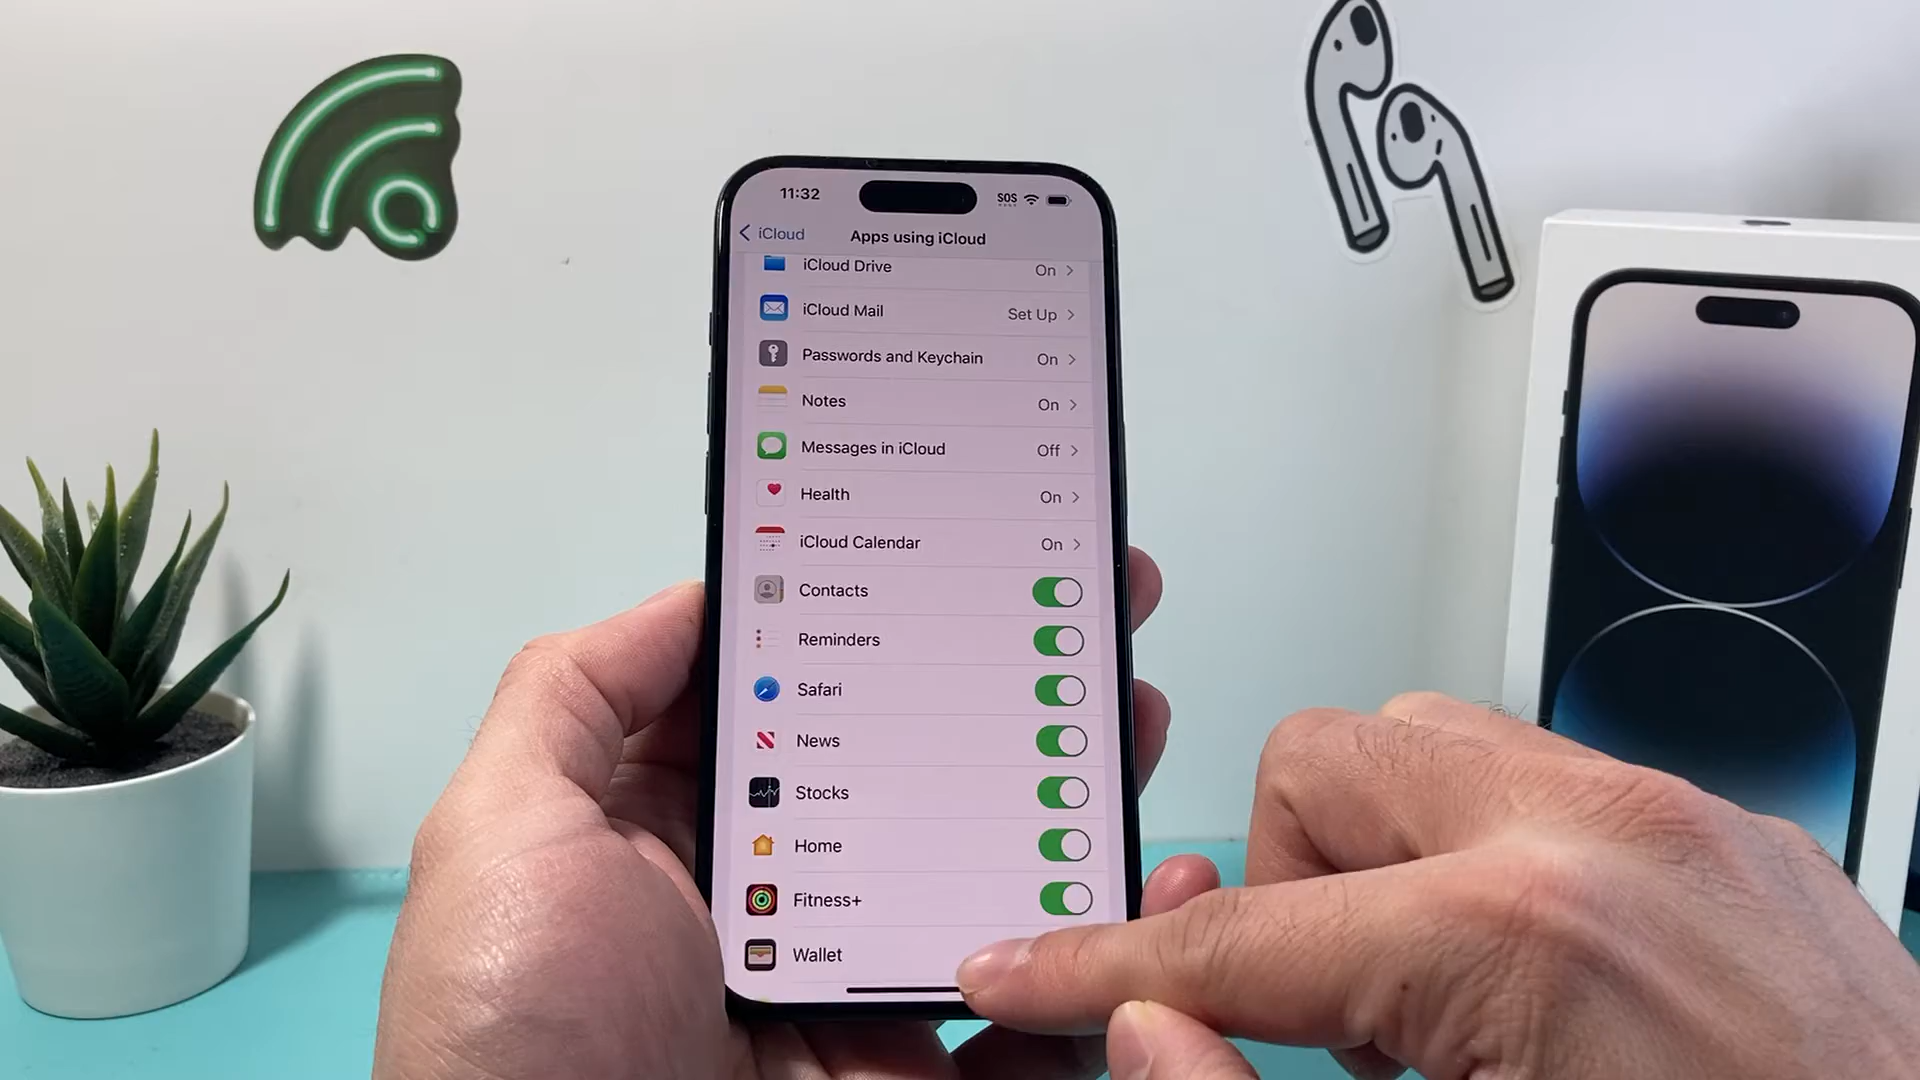 11:32
SOS
iCloud
Apps using iCloud
iCloud Drive On
iCloud Mail Set Up
Passwords and Keychain On
Notes On
Messages in iCloud Off
Health On
iCloud Calendar On
Contacts
Reminders
Safari
News
Stocks
Home
Fitness+
Wallet